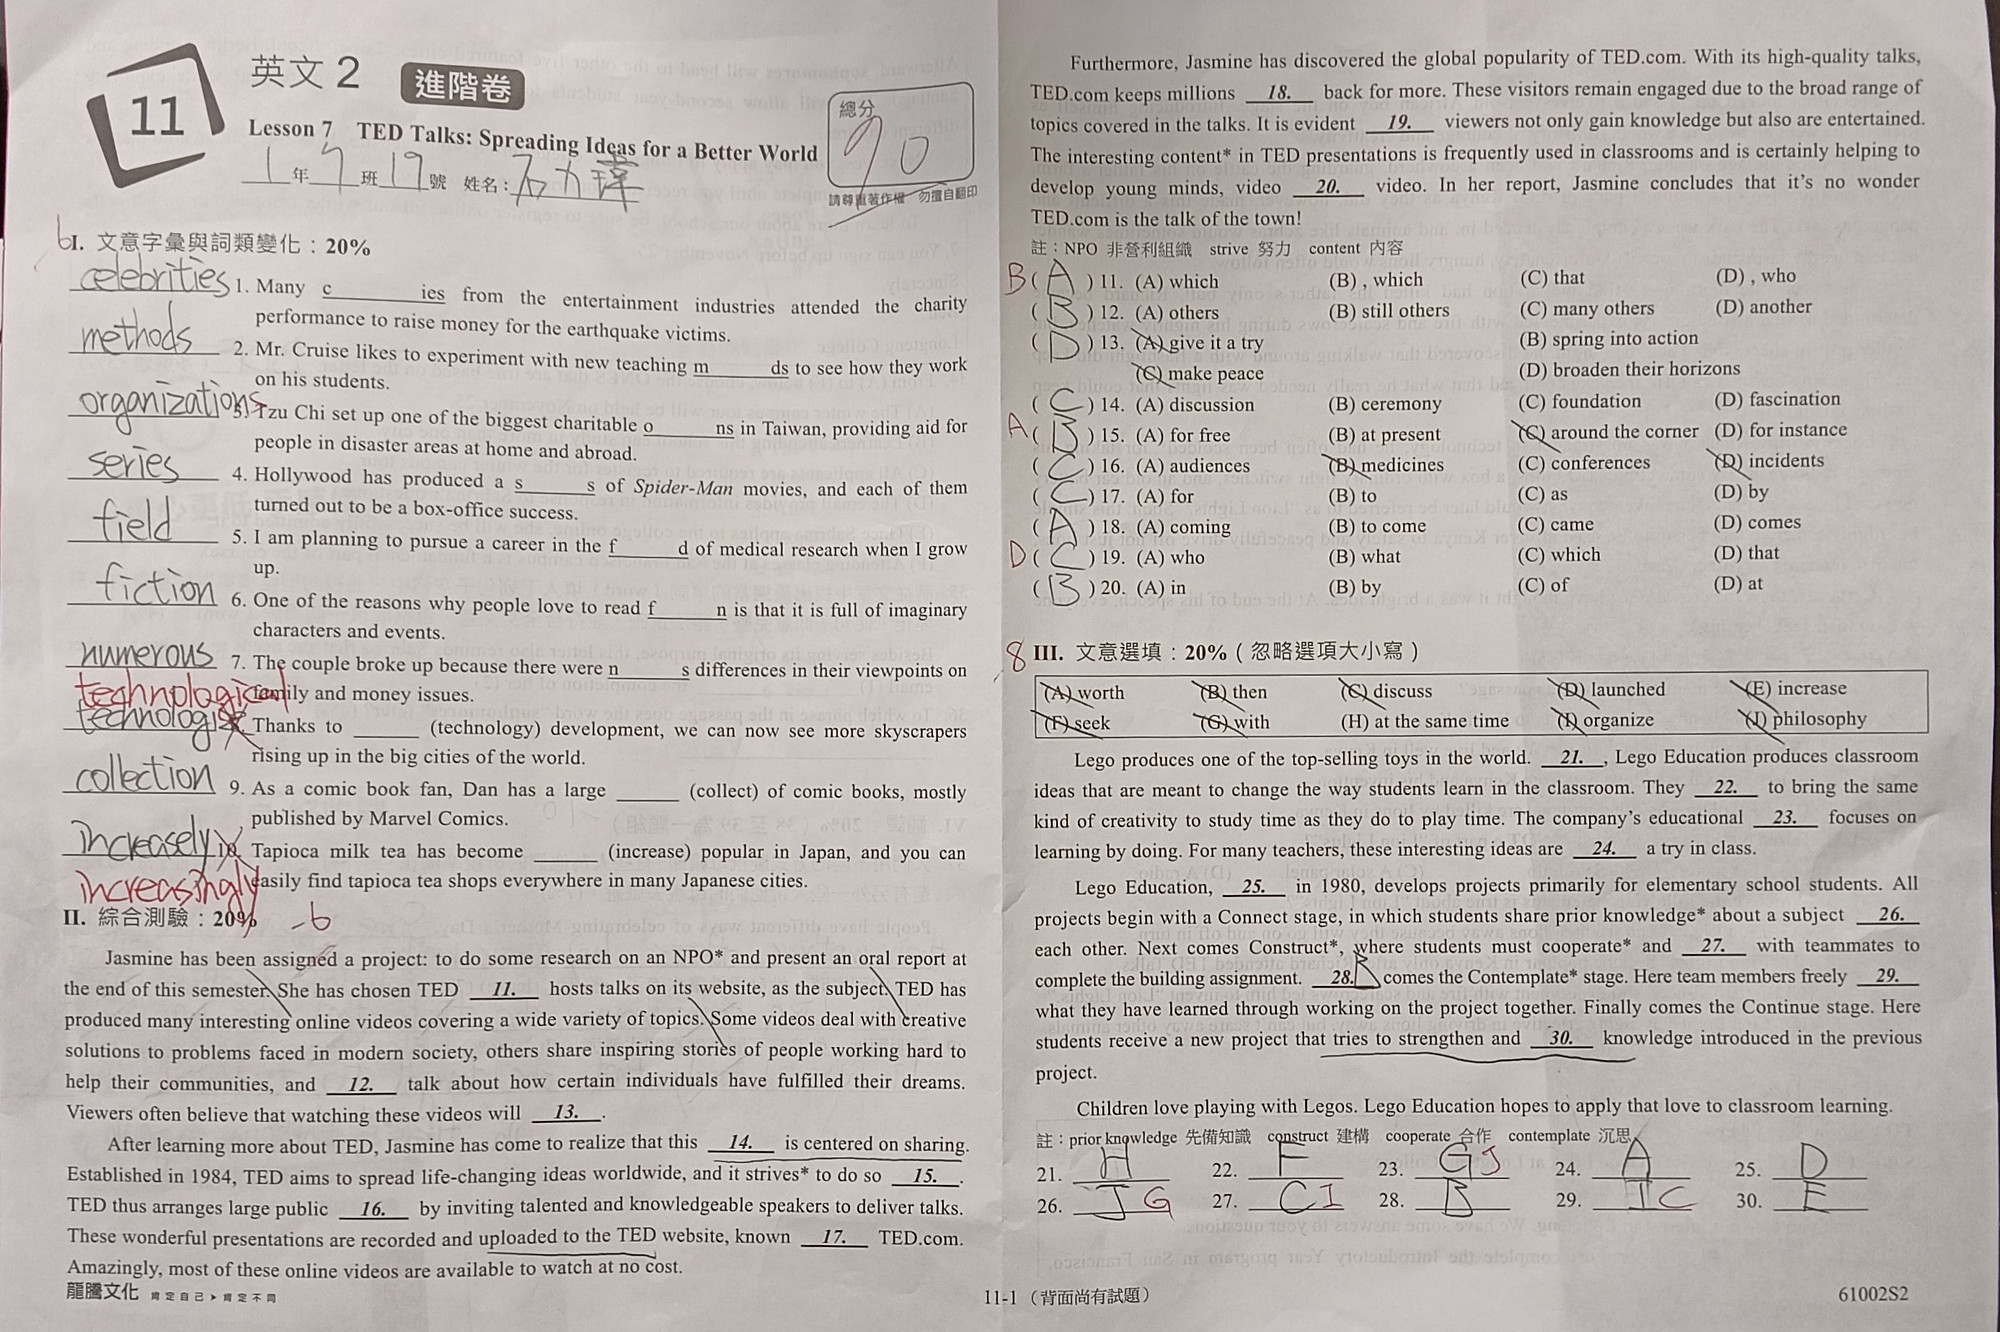 11
英文 2 進階卷
Lesson 7 TED Talks: Spreading Ideas for a Better World
總分 90
1 年 班 19 號 姓名：
請尊重著作權 勿擅自翻印
6 I. 文意字彙與詞類變化：20%
celebrities 1. Many c ies from the entertainment industries attended the charity
performance to raise money for the earthquake victims.
methods 2. Mr. Cruise likes to experiment with new teaching m ds to see how they work
on his students.
organizations 3. Tzu Chi set up one of the biggest charitable o ns in Taiwan, providing aid for
people in disaster areas at home and abroad.
series 4. Hollywood has produced a s s of Spider-Man movies, and each of them
turned out to be a box-office success.
field 5. I am planning to pursue a career in the f d of medical research when I grow
up.
fiction 6. One of the reasons why people love to read f n is that it is full of imaginary
characters and events.
numerous 7. The couple broke up because there were n s differences in their viewpoints on
technological family and money issues.
Thanks to (technology) development, we can now see more skyscrapers
rising up in the big cities of the world.
collection 9. As a comic book fan, Dan has a large (collect) of comic books, mostly
published by Marvel Comics.
increasely Tapioca milk tea has become (increase) popular in Japan, and you can
increasingly easily find tapioca tea shops everywhere in many Japanese cities.
II. 綜合測驗：20% -6
Jasmine has been assigned a project: to do some research on an NPO* and present an oral report at
the end of this semester. She has chosen TED 11. hosts talks on its website, as the subject. TED has
produced many interesting online videos covering a wide variety of topics. Some videos deal with creative
solutions to problems faced in modern society, others share inspiring stories of people working hard to
help their communities, and 12. talk about how certain individuals have fulfilled their dreams.
Viewers often believe that watching these videos will 13. .
After learning more about TED, Jasmine has come to realize that this 14. is centered on sharing.
Established in 1984, TED aims to spread life-changing ideas worldwide, and it strives* to do so 15. .
TED thus arranges large public 16. by inviting talented and knowledgeable speakers to deliver talks.
These wonderful presentations are recorded and uploaded to the TED website, known 17. TED.com.
Amazingly, most of these online videos are available to watch at no cost.
龍騰文化 肯定自己➤肯定不同
Furthermore, Jasmine has discovered the global popularity of TED.com. With its high-quality talks,
TED.com keeps millions 18. back for more. These visitors remain engaged due to the broad range of
topics covered in the talks. It is evident 19. viewers not only gain knowledge but also are entertained.
The interesting content* in TED presentations is frequently used in classrooms and is certainly helping to
develop young minds, video 20. video. In her report, Jasmine concludes that it's no wonder
TED.com is the talk of the town!
註：NPO 非營利組織 strive 努力 content 內容
B ( A ) 11. (A) which (B) , which (C) that (D) , who
( B ) 12. (A) others (B) still others (C) many others (D) another
( D ) 13. (A) give it a try (B) spring into action
(C) make peace (D) broaden their horizons
( C ) 14. (A) discussion (B) ceremony (C) foundation (D) fascination
A ( B ) 15. (A) for free (B) at present (C) around the corner (D) for instance
( C ) 16. (A) audiences (B) medicines (C) conferences (D) incidents
( C ) 17. (A) for (B) to (C) as (D) by
( A ) 18. (A) coming (B) to come (C) came (D) comes
D ( C ) 19. (A) who (B) what (C) which (D) that
( B ) 20. (A) in (B) by (C) of (D) at
8 III. 文意選填：20%（忽略選項大小寫）
(A) worth (B) then (C) discuss (D) launched (E) increase
(F) seek (G) with (H) at the same time (I) organize (J) philosophy
Lego produces one of the top-selling toys in the world. 21. , Lego Education produces classroom
ideas that are meant to change the way students learn in the classroom. They 22. to bring the same
kind of creativity to study time as they do to play time. The company's educational 23. focuses on
learning by doing. For many teachers, these interesting ideas are 24. a try in class.
Lego Education, 25. in 1980, develops projects primarily for elementary school students. All
projects begin with a Connect stage, in which students share prior knowledge* about a subject 26.
each other. Next comes Construct*, where students must cooperate* and 27. with teammates to
complete the building assignment. 28. B comes the Contemplate* stage. Here team members freely 29.
what they have learned through working on the project together. Finally comes the Continue stage. Here
students receive a new project that tries to strengthen and 30. knowledge introduced in the previous
project.
Children love playing with Legos. Lego Education hopes to apply that love to classroom learning.
註：prior knowledge 先備知識 construct 建構 cooperate 合作 contemplate 沉思
21. H 22. F 23. G J 24. A 25. D
26. J G 27. C I 28. B 29. I C 30. E
11-1（背面尚有試題）
61002S2